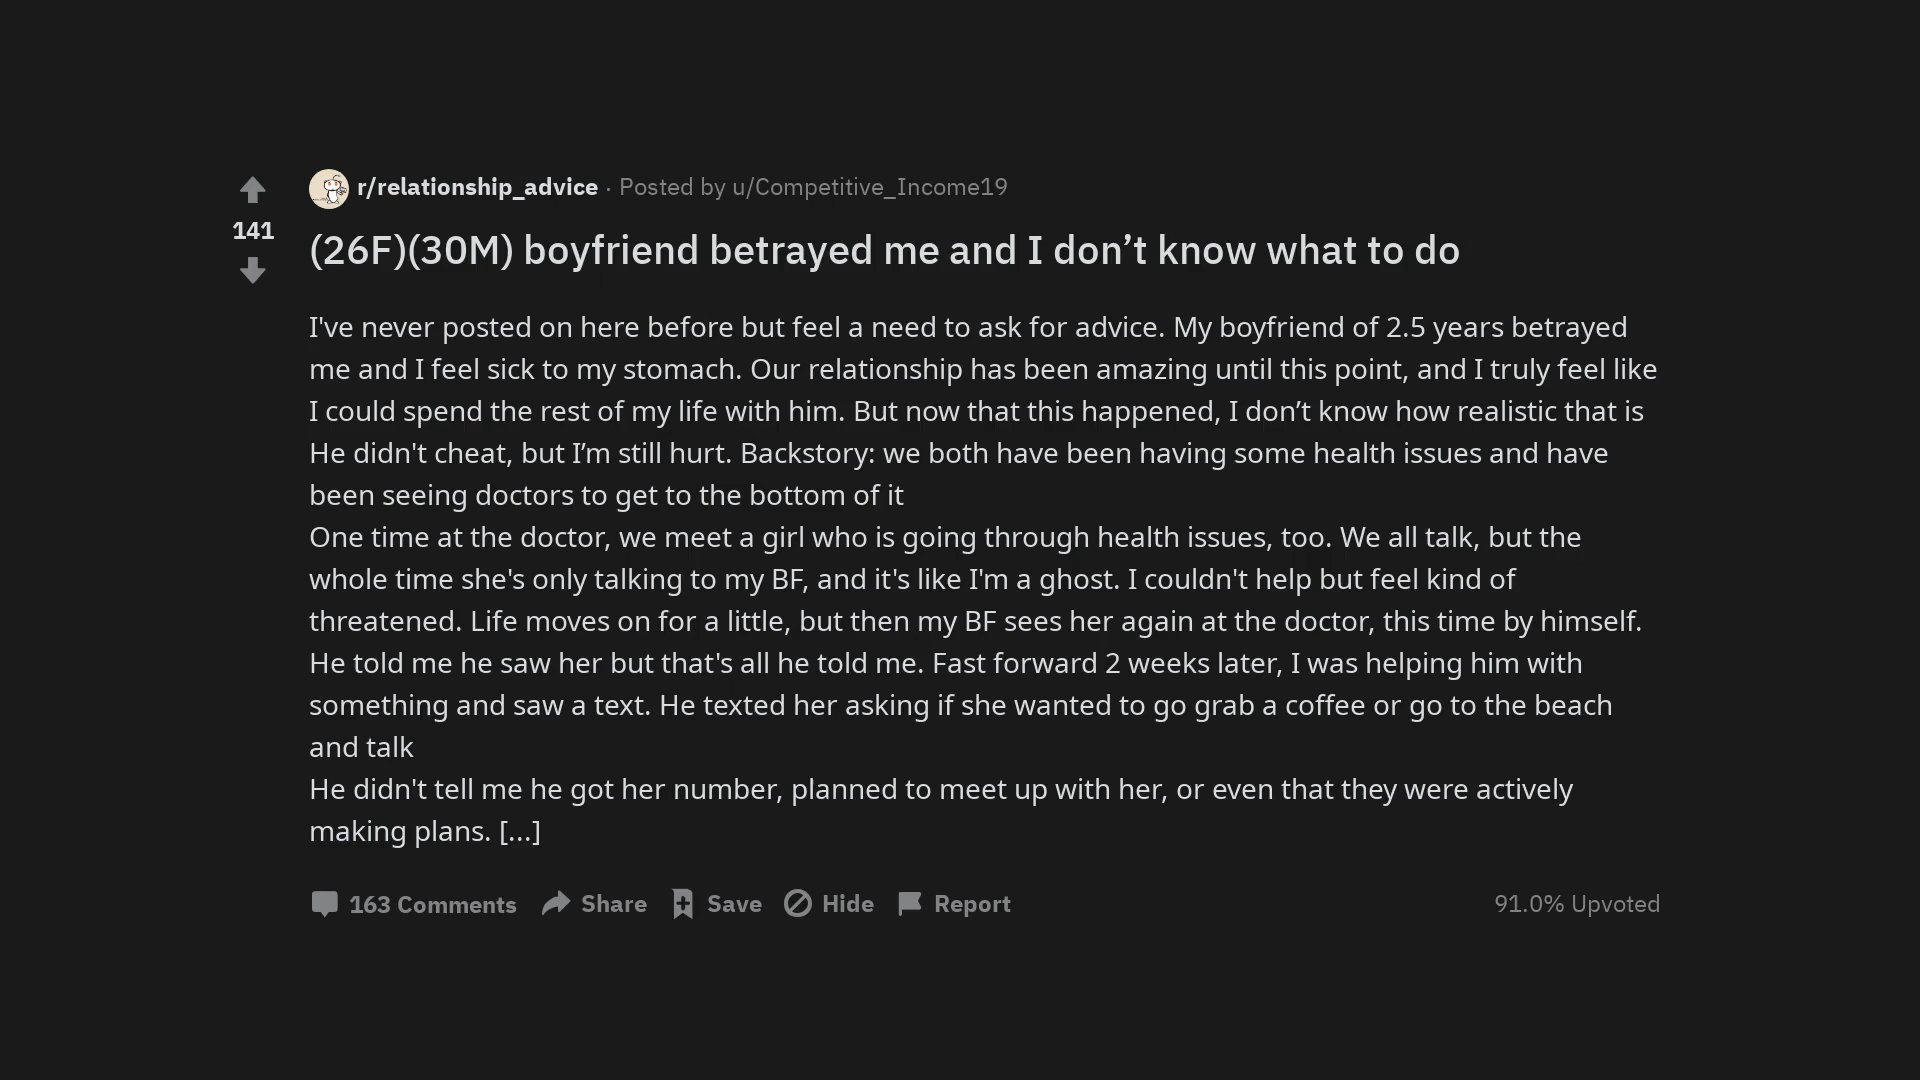 r/relationship_advice · Posted by u/Competitive_Income19
141
(26F)(30M) boyfriend betrayed me and I don’t know what to do
I've never posted on here before but feel a need to ask for advice. My boyfriend of 2.5 years betrayed
me and I feel sick to my stomach. Our relationship has been amazing until this point, and I truly feel like
I could spend the rest of my life with him. But now that this happened, I don’t know how realistic that is
He didn't cheat, but I’m still hurt. Backstory: we both have been having some health issues and have
been seeing doctors to get to the bottom of it
One time at the doctor, we meet a girl who is going through health issues, too. We all talk, but the
whole time she's only talking to my BF, and it's like I'm a ghost. I couldn't help but feel kind of
threatened. Life moves on for a little, but then my BF sees her again at the doctor, this time by himself.
He told me he saw her but that's all he told me. Fast forward 2 weeks later, I was helping him with
something and saw a text. He texted her asking if she wanted to go grab a coffee or go to the beach
and talk
He didn't tell me he got her number, planned to meet up with her, or even that they were actively
making plans. [...]
163 Comments Share Save Hide Report 91.0% Upvoted